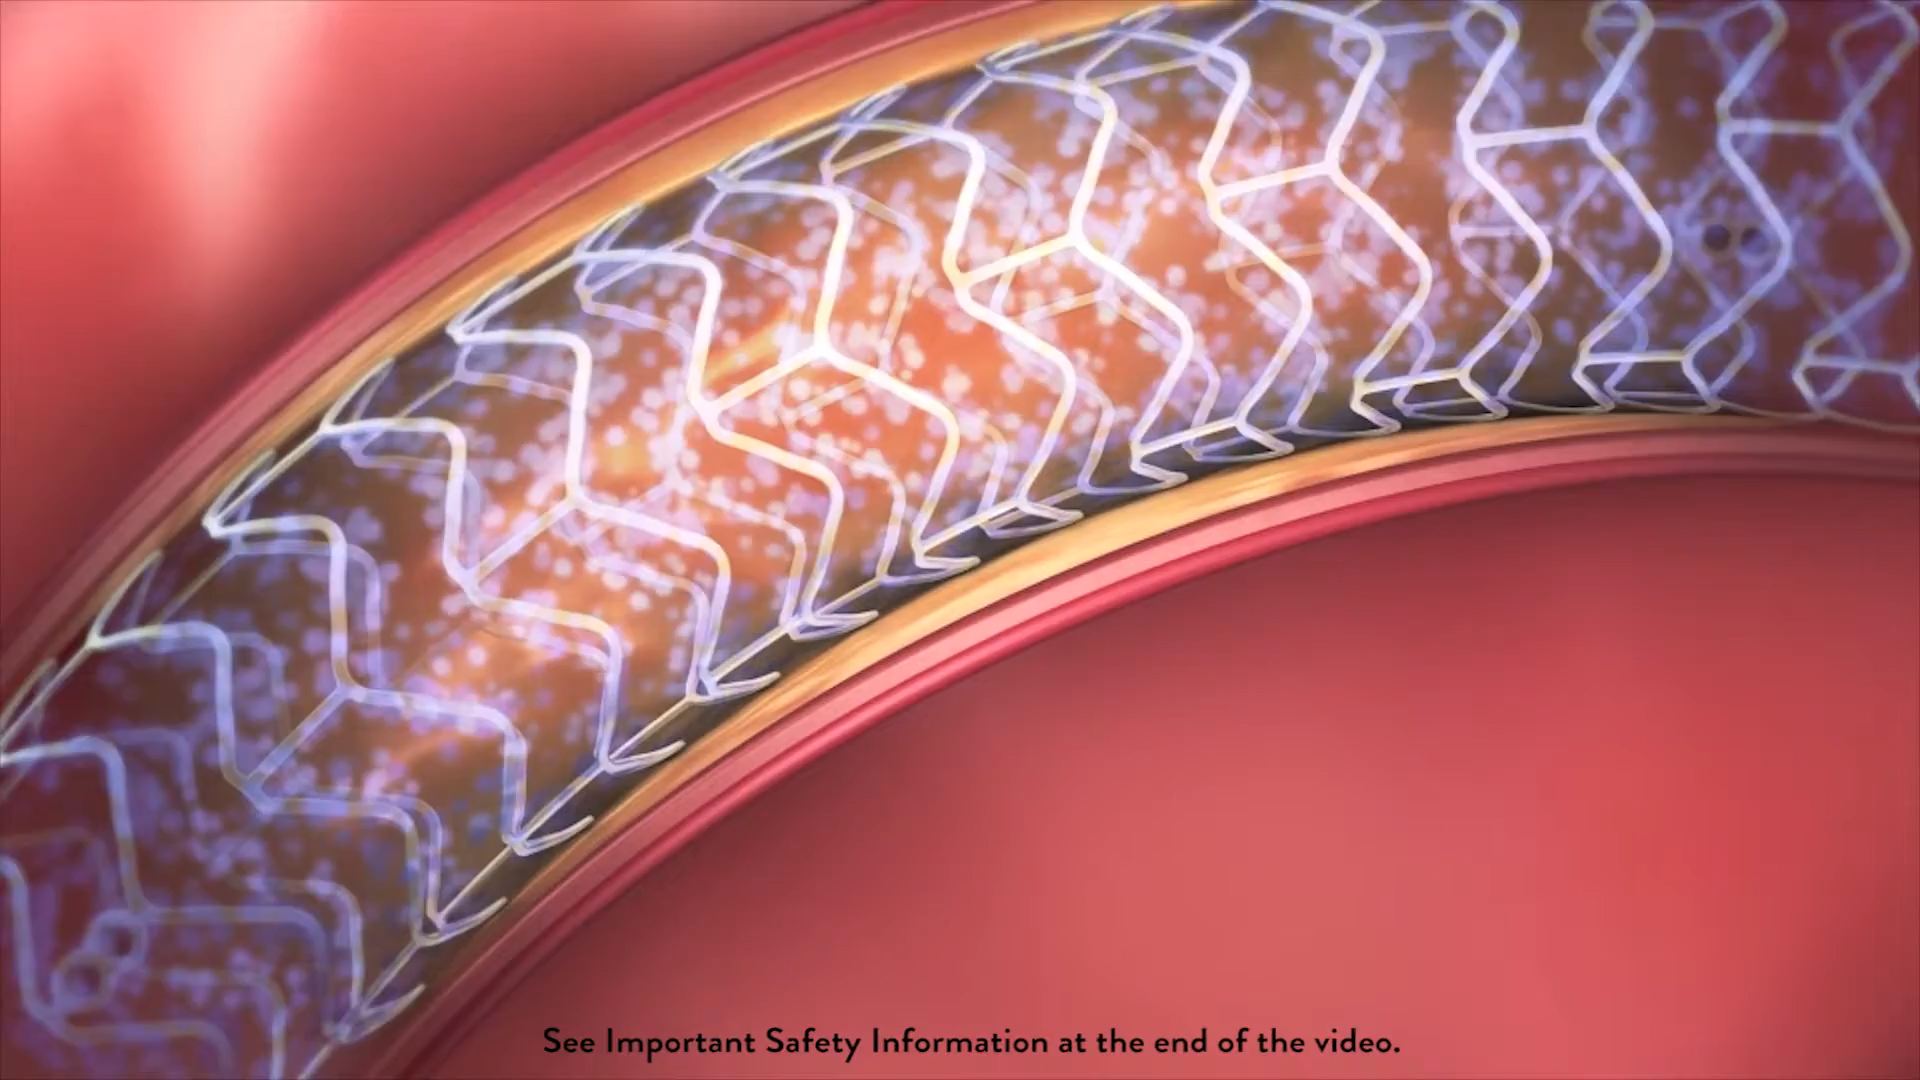 See Important Safety Information at the end of the video.